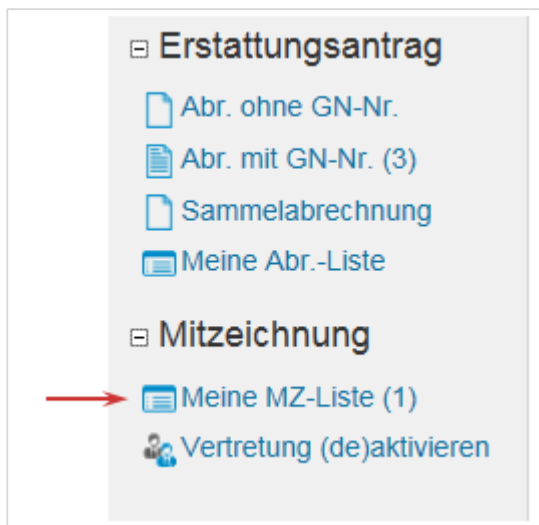 Erstattungsantrag
Abr. ohne GN-Nr.
Abr. mit GN-Nr. (3)
Sammelabrechnung
Meine Abr.-Liste
Mitzeichnung
Meine MZ-Liste (1)
Vertretung (de)aktivieren